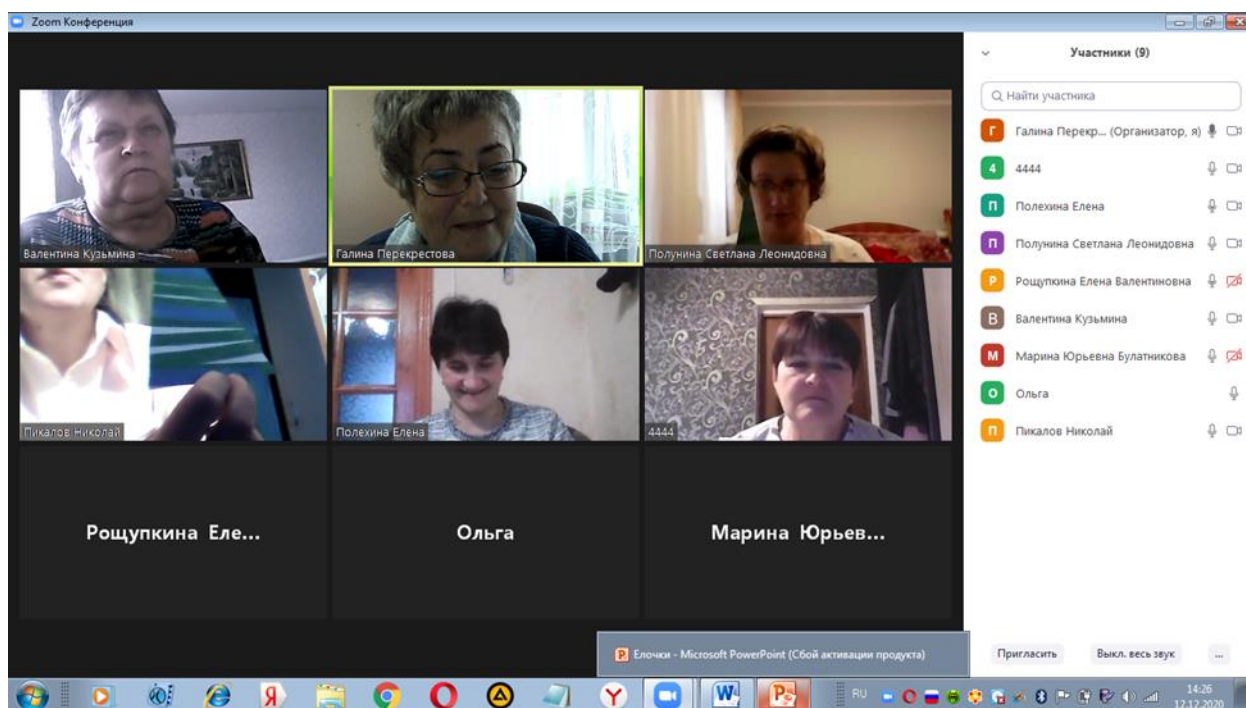 Zoom Конференция
Участники (9)
Найти участника
Г Галина Перекр... (Организатор, я)
4 4444
П Полехина Елена
П Полунина Светлана Леонидовна
Р Рощупкина Елена Валентиновна
В Валентина Кузьмина
М Марина Юрьевна Булатникова
О Ольга
П Пикалов Николай
Валентина Кузьмина
Галина Перекрестова
Полунина Светлана Леонидовна
Пикалов Николай
Полехина Елена
4444
Рощупкина Еле...
Ольга
Марина Юрьев...
Елочки - Microsoft PowerPoint (Сбой активации продукта)
Пригласить
Выкл. весь звук
...
RU
14:26
12.12.2020